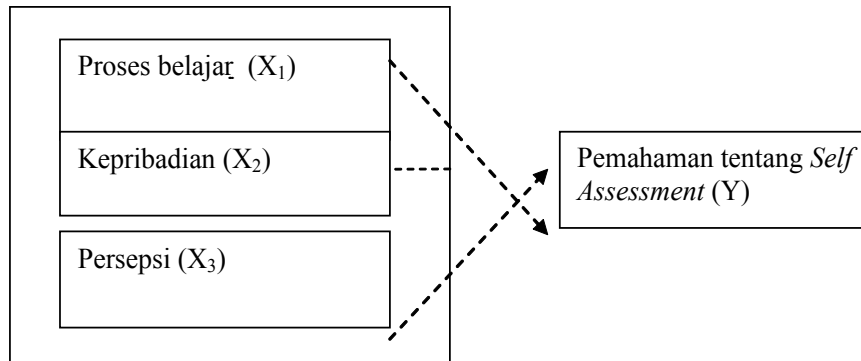 Proses belajar (X₁)
Kepribadian (X₂)
Persepsi (X₃)
Pemahaman tentang Self
Assessment (Y)